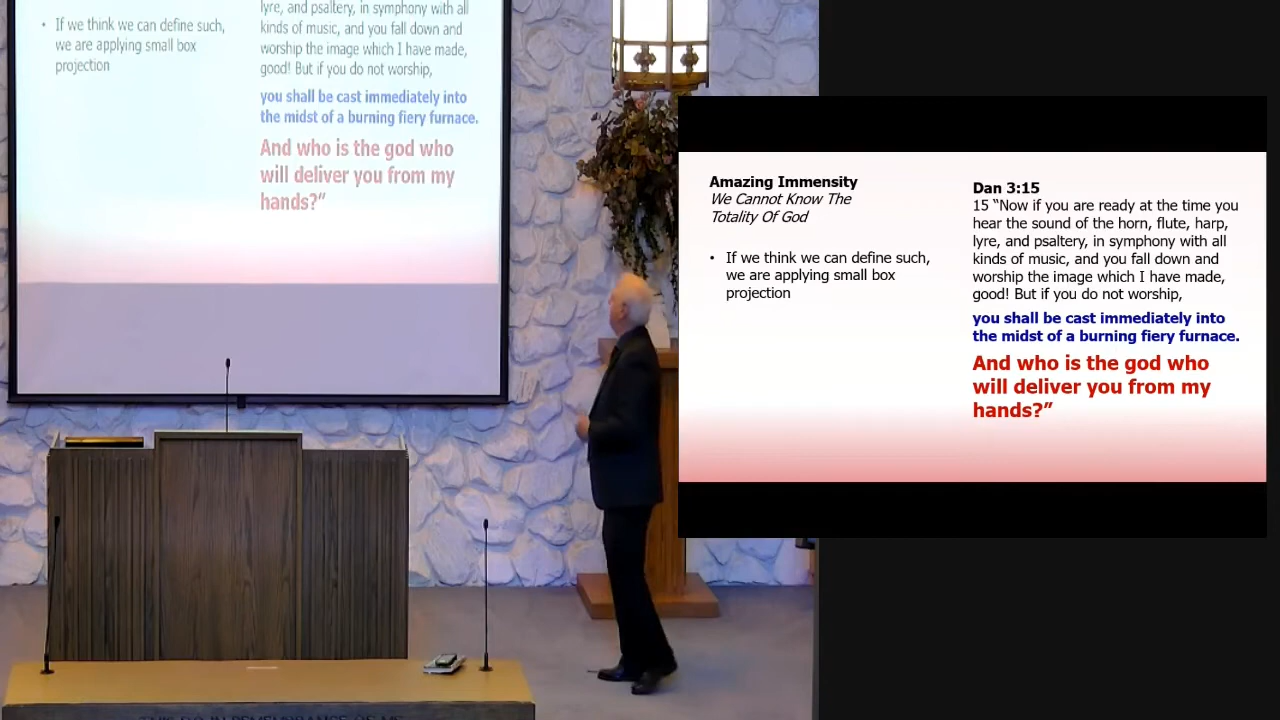 lyre, and psaltery, in symphony with all
• If we think we can define such,
kinds of music, and you fall down and
we are applying small box
worship the image which I have made,
projection
good! But if you do not worship,
you shall be cast immediately into
the midst of a burning fiery furnace.
And who is the god who
will deliver you from my
hands?”
Amazing Immensity
We Cannot Know The
Totality Of God
• If we think we can define such,
we are applying small box
projection
Dan 3:15
15 “Now if you are ready at the time you
hear the sound of the horn, flute, harp,
lyre, and psaltery, in symphony with all
kinds of music, and you fall down and
worship the image which I have made,
good! But if you do not worship,
you shall be cast immediately into
the midst of a burning fiery furnace.
And who is the god who
will deliver you from my
hands?”
THIS DO IN REMEMBRANCE OF ME